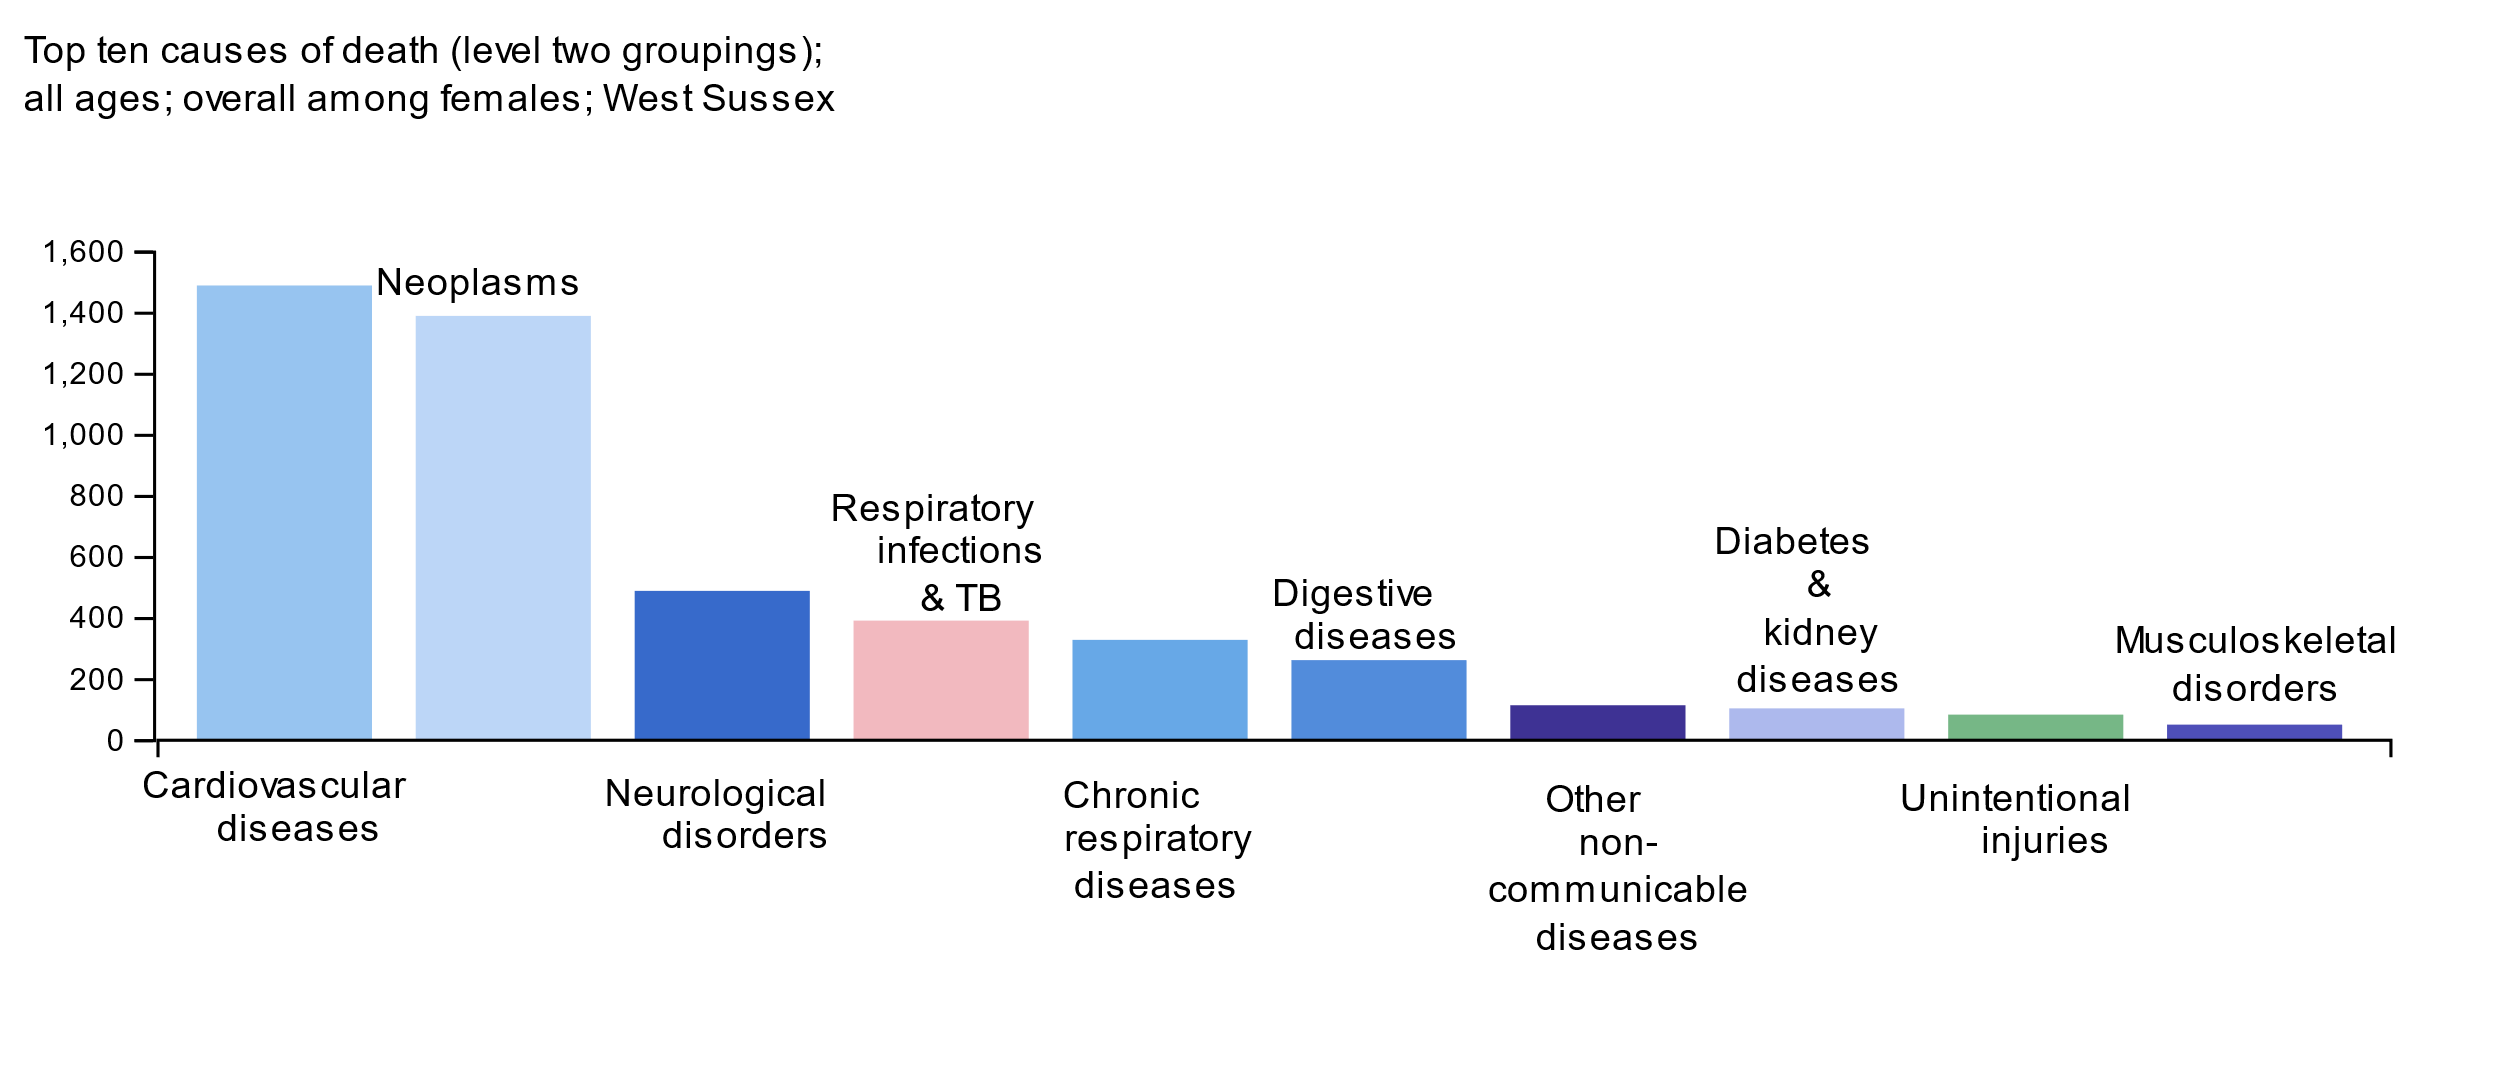 Top ten causes of death (level two groupings);
all ages; overall among females; West Sussex
1,600
1,400
1,200
1,000
800
600
400
200
0
Cardiovascular
diseases
Neoplasms
Neurological
disorders
Respiratory
infections
& TB
Chronic
respiratory
diseases
Digestive
diseases
Other
non-
communicable
diseases
Diabetes
&
kidney
diseases
Unintentional
injuries
Musculoskeletal
disorders